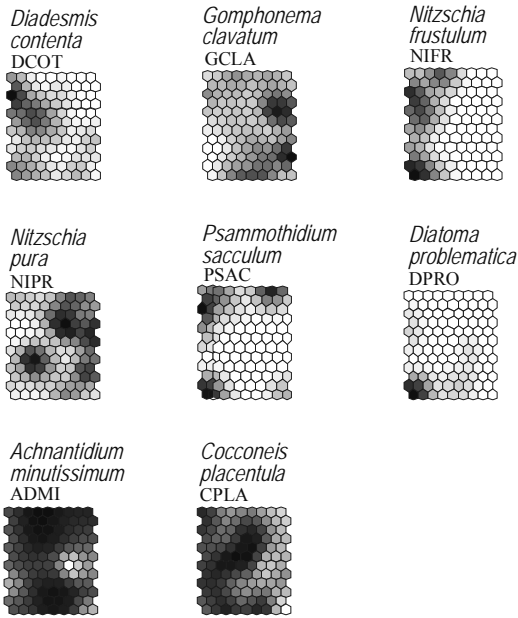 Diadesmis
contenta
DCOT
Gomphonema
clavatum
GCLA
Nitzschia
frustulum
NIFR
Nitzschia
pura
NIPR
Psammothidium
sacculum
PSAC
Diatoma
problematica
DPRO
Achnantidium
minutissimum
ADMI
Cocconeis
placentula
CPLA